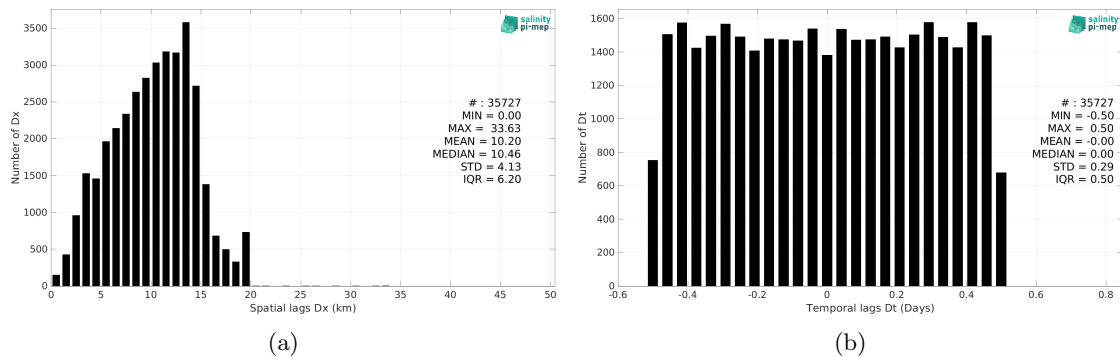 3500
3000
2500
2000
1500
1000
500
0
Number of Dx
salinity
pi-mep
# : 35727
MIN = 0.00
MAX = 33.63
MEAN = 10.20
MEDIAN = 10.46
STD = 4.13
IQR = 6.20
0 5 10 15 20 25 30 35 40 45 50
Spatial lags Dx (km)
(a)
1600
1400
1200
1000
800
600
400
200
0
Number of Dt
salinity
pi-mep
# : 35727
MIN = -0.50
MAX = 0.50
MEAN = -0.00
MEDIAN = 0.00
STD = 0.29
IQR = 0.50
-0.6 -0.4 -0.2 0 0.2 0.4 0.6 0.8
Temporal lags Dt (Days)
(b)